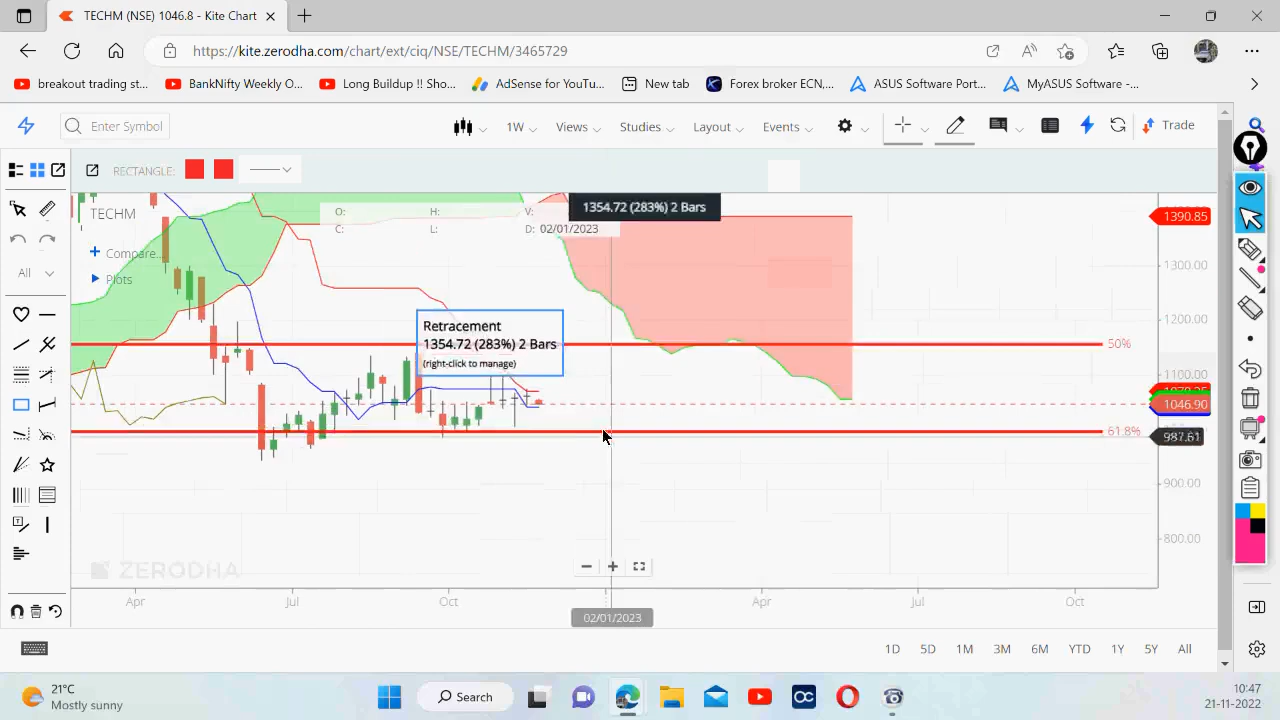 TECHM (NSE) 1046.8 - Kite Chart
https://kite.zerodha.com/chart/ext/ciq/NSE/TECHM/3465729
breakout trading st...
BankNifty Weekly O...
Long Buildup !! Sho...
AdSense for YouTu...
New tab
Forex broker ECN,...
ASUS Software Port...
MyASUS Software -...
Enter Symbol
1W
Views
Studies
Layout
Events
Trade
RECTANGLE:
1354.72 (283%) 2 Bars
TECHM
O:
H:
V:
C:
L:
D: 02/01/2023
1390.85
Compare...
Plots
1300.00
1200.00
All
Retracement
1354.72 (283%) 2 Bars
(right-click to manage)
50%
1100.00
1046.90
61.8%
987.61
900.00
800.00
ZERODHA
Apr
Jul
Oct
Apr
Jul
Oct
02/01/2023
1D
5D
1M
3M
6M
YTD
1Y
5Y
All
21°C
Mostly sunny
Search
10:47
21-11-2022